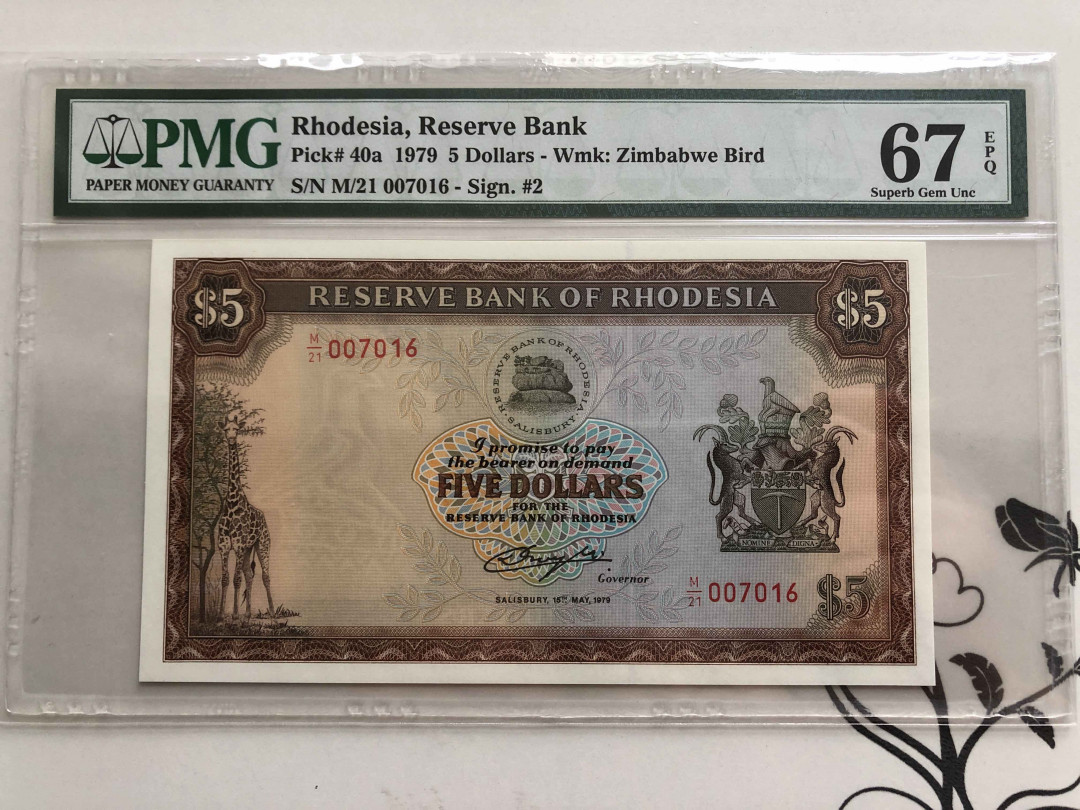 PMG
PAPER MONEY GUARANTY
Rhodesia, Reserve Bank
Pick# 40a 1979 5 Dollars - Wmk: Zimbabwe Bird
S/N M/21 007016 - Sign. #2
67
EPQ
Superb Gem Unc
$5
RESERVE BANK OF RHODESIA
$5
M/21 007016
RESERVE BANK OF RHODESIA
·SALISBURY·
I promise to pay
the bearer on demand
FIVE DOLLARS
FOR THE
RESERVE BANK OF RHODESIA
Governor
SALISBURY, 15TH MAY, 1979
NOMINE DIGNA
M/21 007016
$5